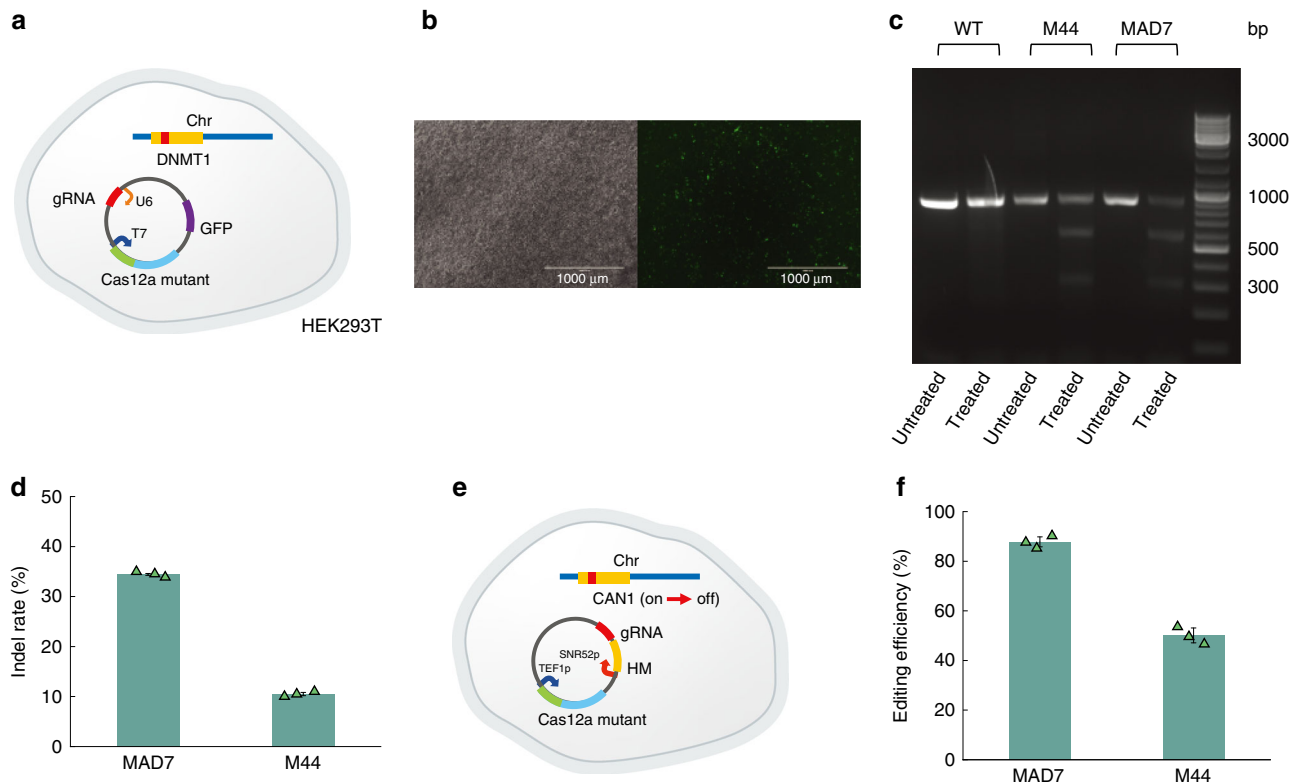 a
Chr
DNMT1
gRNA
U6
GFP
T7
Cas12a mutant
HEK293T
b
1000 μm
1000 μm
c
WT M44 MAD7 bp
3000
1000
500
300
Untreated Treated Untreated Treated Untreated Treated
d
Indel rate (%)
50
40
30
20
10
0
MAD7 M44
e
Chr
CAN1 (on off)
gRNA
SNR52p
HM
TEF1p
Cas12a mutant
f
Editing efficiency (%)
100
80
60
40
20
0
MAD7 M44